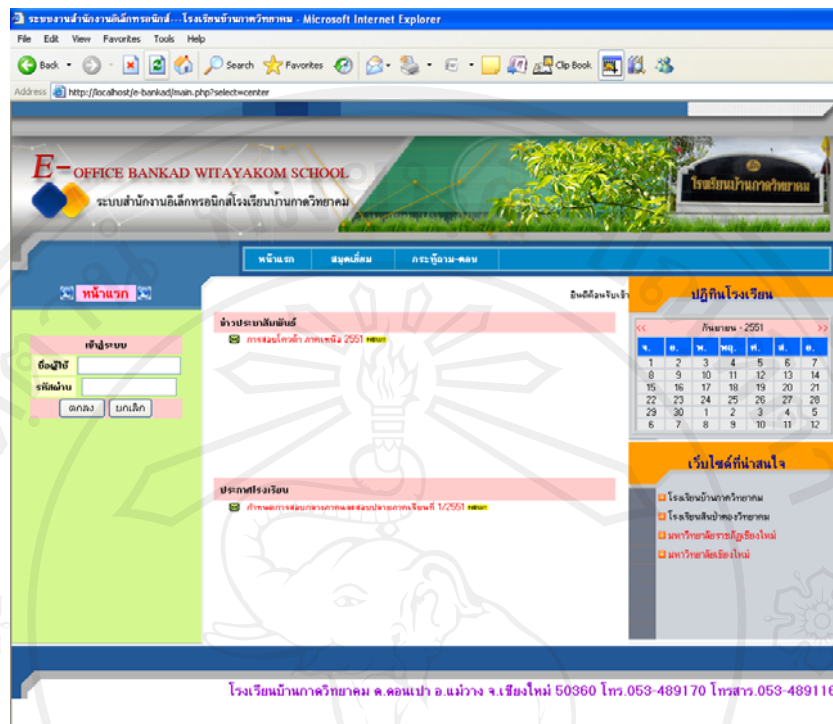 ระบบงานสำนักงานอิเล็กทรอนิกส์...โรงเรียนบ้านกาดวิทยาคม - Microsoft Internet Explorer
File Edit View Favorites Tools Help
Back Search Favorites Clip Book
Address http://localhost/e-bankad/main.php?select=center
E-OFFICE BANKAD WITAYAKOM SCHOOL
ระบบสำนักงานอิเล็กทรอนิกส์โรงเรียนบ้านกาดวิทยาคม
โรงเรียนบ้านกาดวิทยาคม
หน้าแรก สมุดเยี่ยม กระทู้ถาม-ตอบ
หน้าแรก
เข้าสู่ระบบ
ชื่อผู้ใช้
รหัสผ่าน
ตกลง ยกเลิก
ยินดีต้อนรับเข้า
ข่าวประชาสัมพันธ์
การสอบโควต้า ภาคเหนือ 2551 new!
ประกาศโรงเรียน
กำหนดการสอบกลางภาคและสอบปลายภาคเรียนที่ 1/2551 new!
ปฏิทินโรงเรียน
<< กันยายน - 2551 >>
จ. อ. พ. พฤ. ศ. ส. อ.
1 2 3 4 5 6 7
8 9 10 11 12 13 14
15 16 17 18 19 20 21
22 23 24 25 26 27 28
29 30 1 2 3 4 5
6 7 8 9 10 11 12
เว็บไซต์ที่น่าสนใจ
โรงเรียนบ้านกาดวิทยาคม
โรงเรียนสันป่าตองวิทยาคม
มหาวิทยาลัยราชภัฏเชียงใหม่
มหาวิทยาลัยเชียงใหม่
โรงเรียนบ้านกาดวิทยาคม ต.ดอนเปา อ.แม่วาง จ.เชียงใหม่ 50360 โทร.053-489170 โทรสาร.053-489116